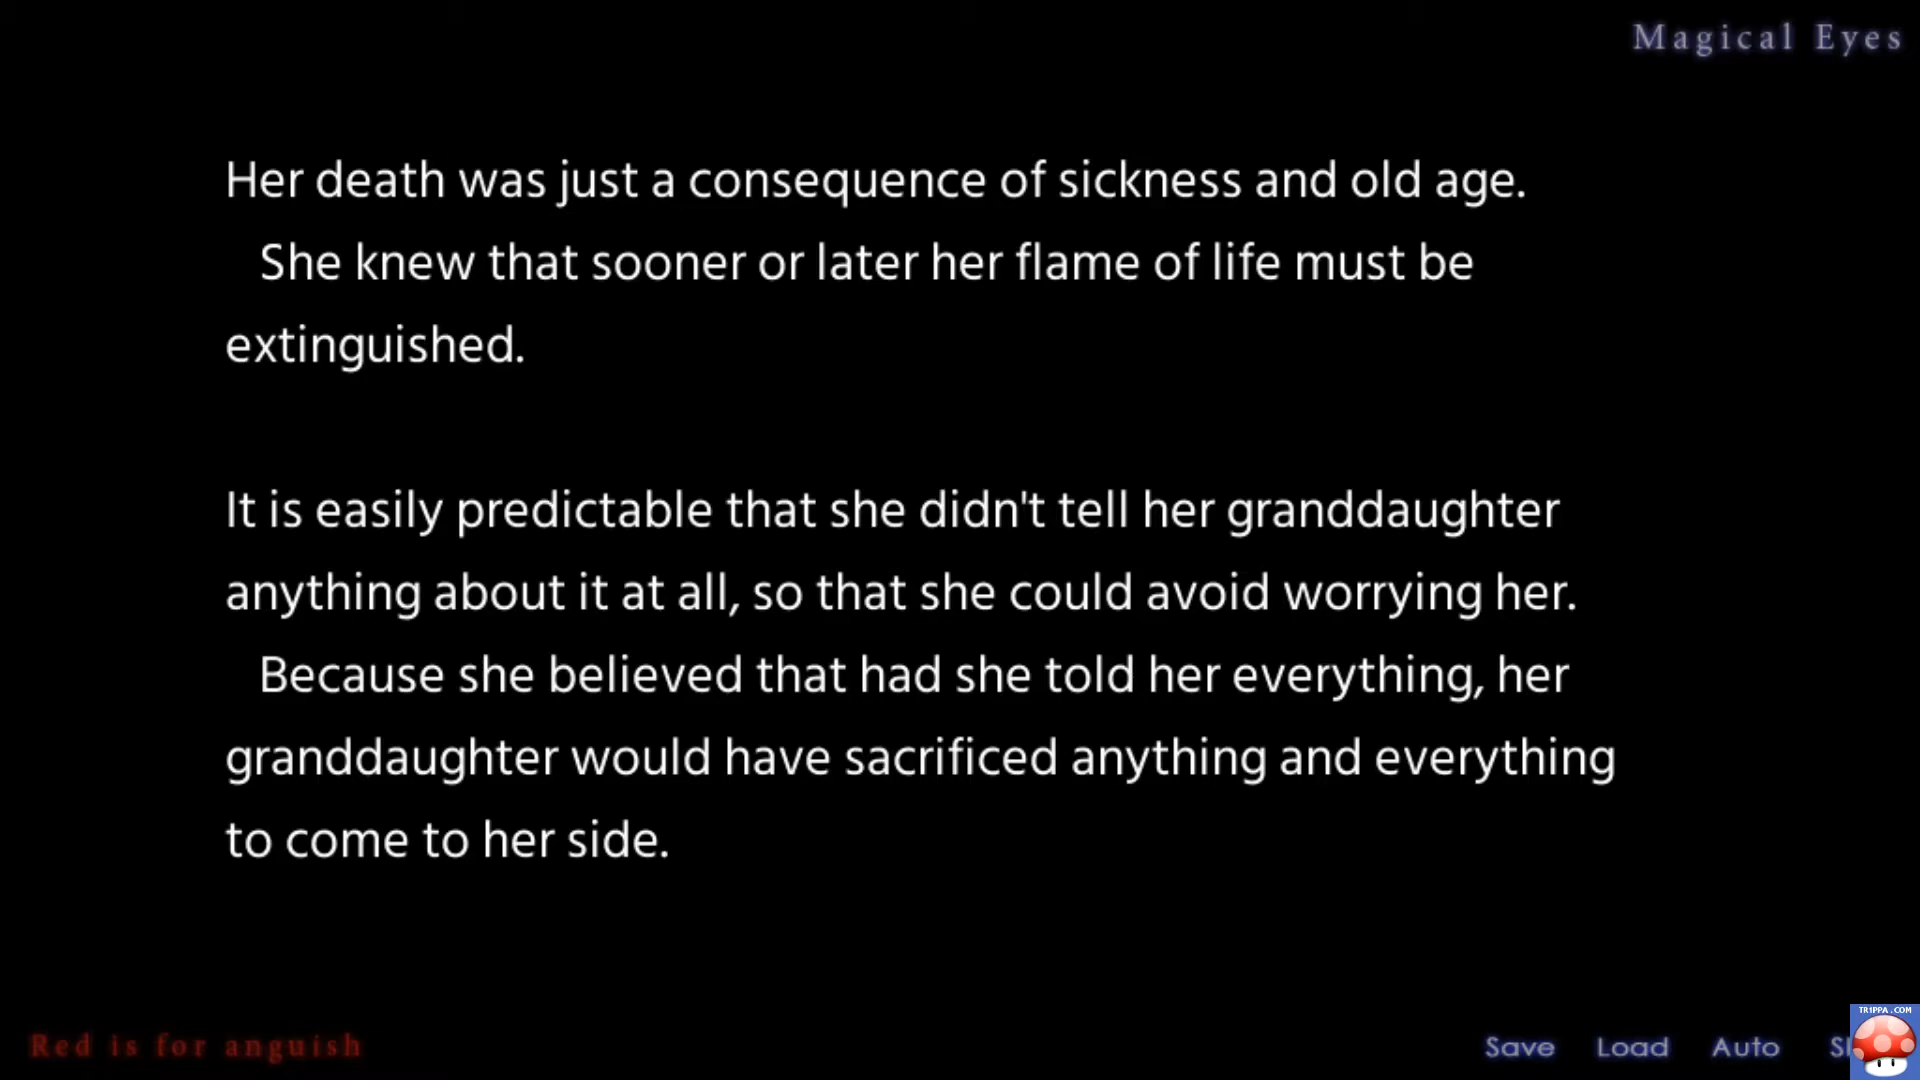 Magical Eyes
Her death was just a consequence of sickness and old age.
She knew that sooner or later her flame of life must be
extinguished.
It is easily predictable that she didn't tell her granddaughter
anything about it at all, so that she could avoid worrying her.
Because she believed that had she told her everything, her
granddaughter would have sacrificed anything and everything
to come to her side.
Red is for anguish
Save Load Auto
TR1PPA.COM